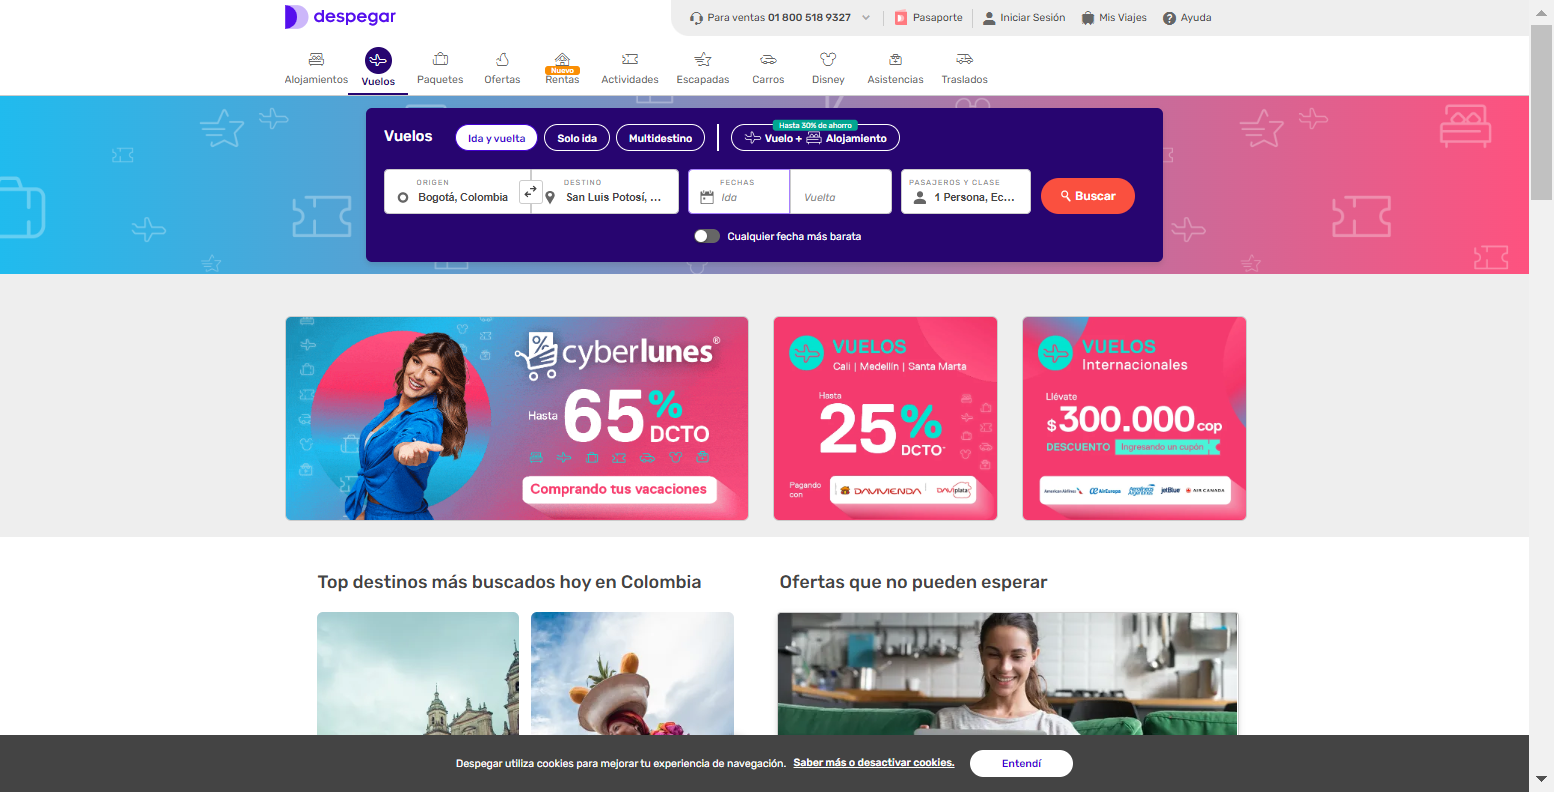 despegar
Para ventas 01 800 518 9327
Pasaporte
Iniciar Sesión
Mis Viajes
Ayuda
Alojamientos
Vuelos
Paquetes
Ofertas
Nuevo
Rentas
Actividades
Escapadas
Carros
Disney
Asistencias
Traslados
Vuelos
Ida y vuelta
Solo ida
Multidestino
Hasta 30% de ahorro
Vuelo + Alojamiento
ORIGEN
Bogotá, Colombia
DESTINO
San Luis Potosí, ...
FECHAS
Ida
Vuelta
PASAJEROS Y CLASE
1 Persona, Ec...
Buscar
Cualquier fecha más barata
cyberlunes®
Hasta 65% DCTO
Comprando tus vacaciones
VUELOS
Cali | Medellín | Santa Marta
Hasta
25% DCTO*
Pagando con
DAVIVIENDA
DAVIplata
VUELOS
Internacionales
Llévate
$300.000 COP
DESCUENTO Ingresando un cupón
American Airlines
AirEuropa
Aerolíneas Argentinas
jetBlue
AIR CANADA
Top destinos más buscados hoy en Colombia
Ofertas que no pueden esperar
Despegar utiliza cookies para mejorar tu experiencia de navegación. Saber más o desactivar cookies.
Entendí